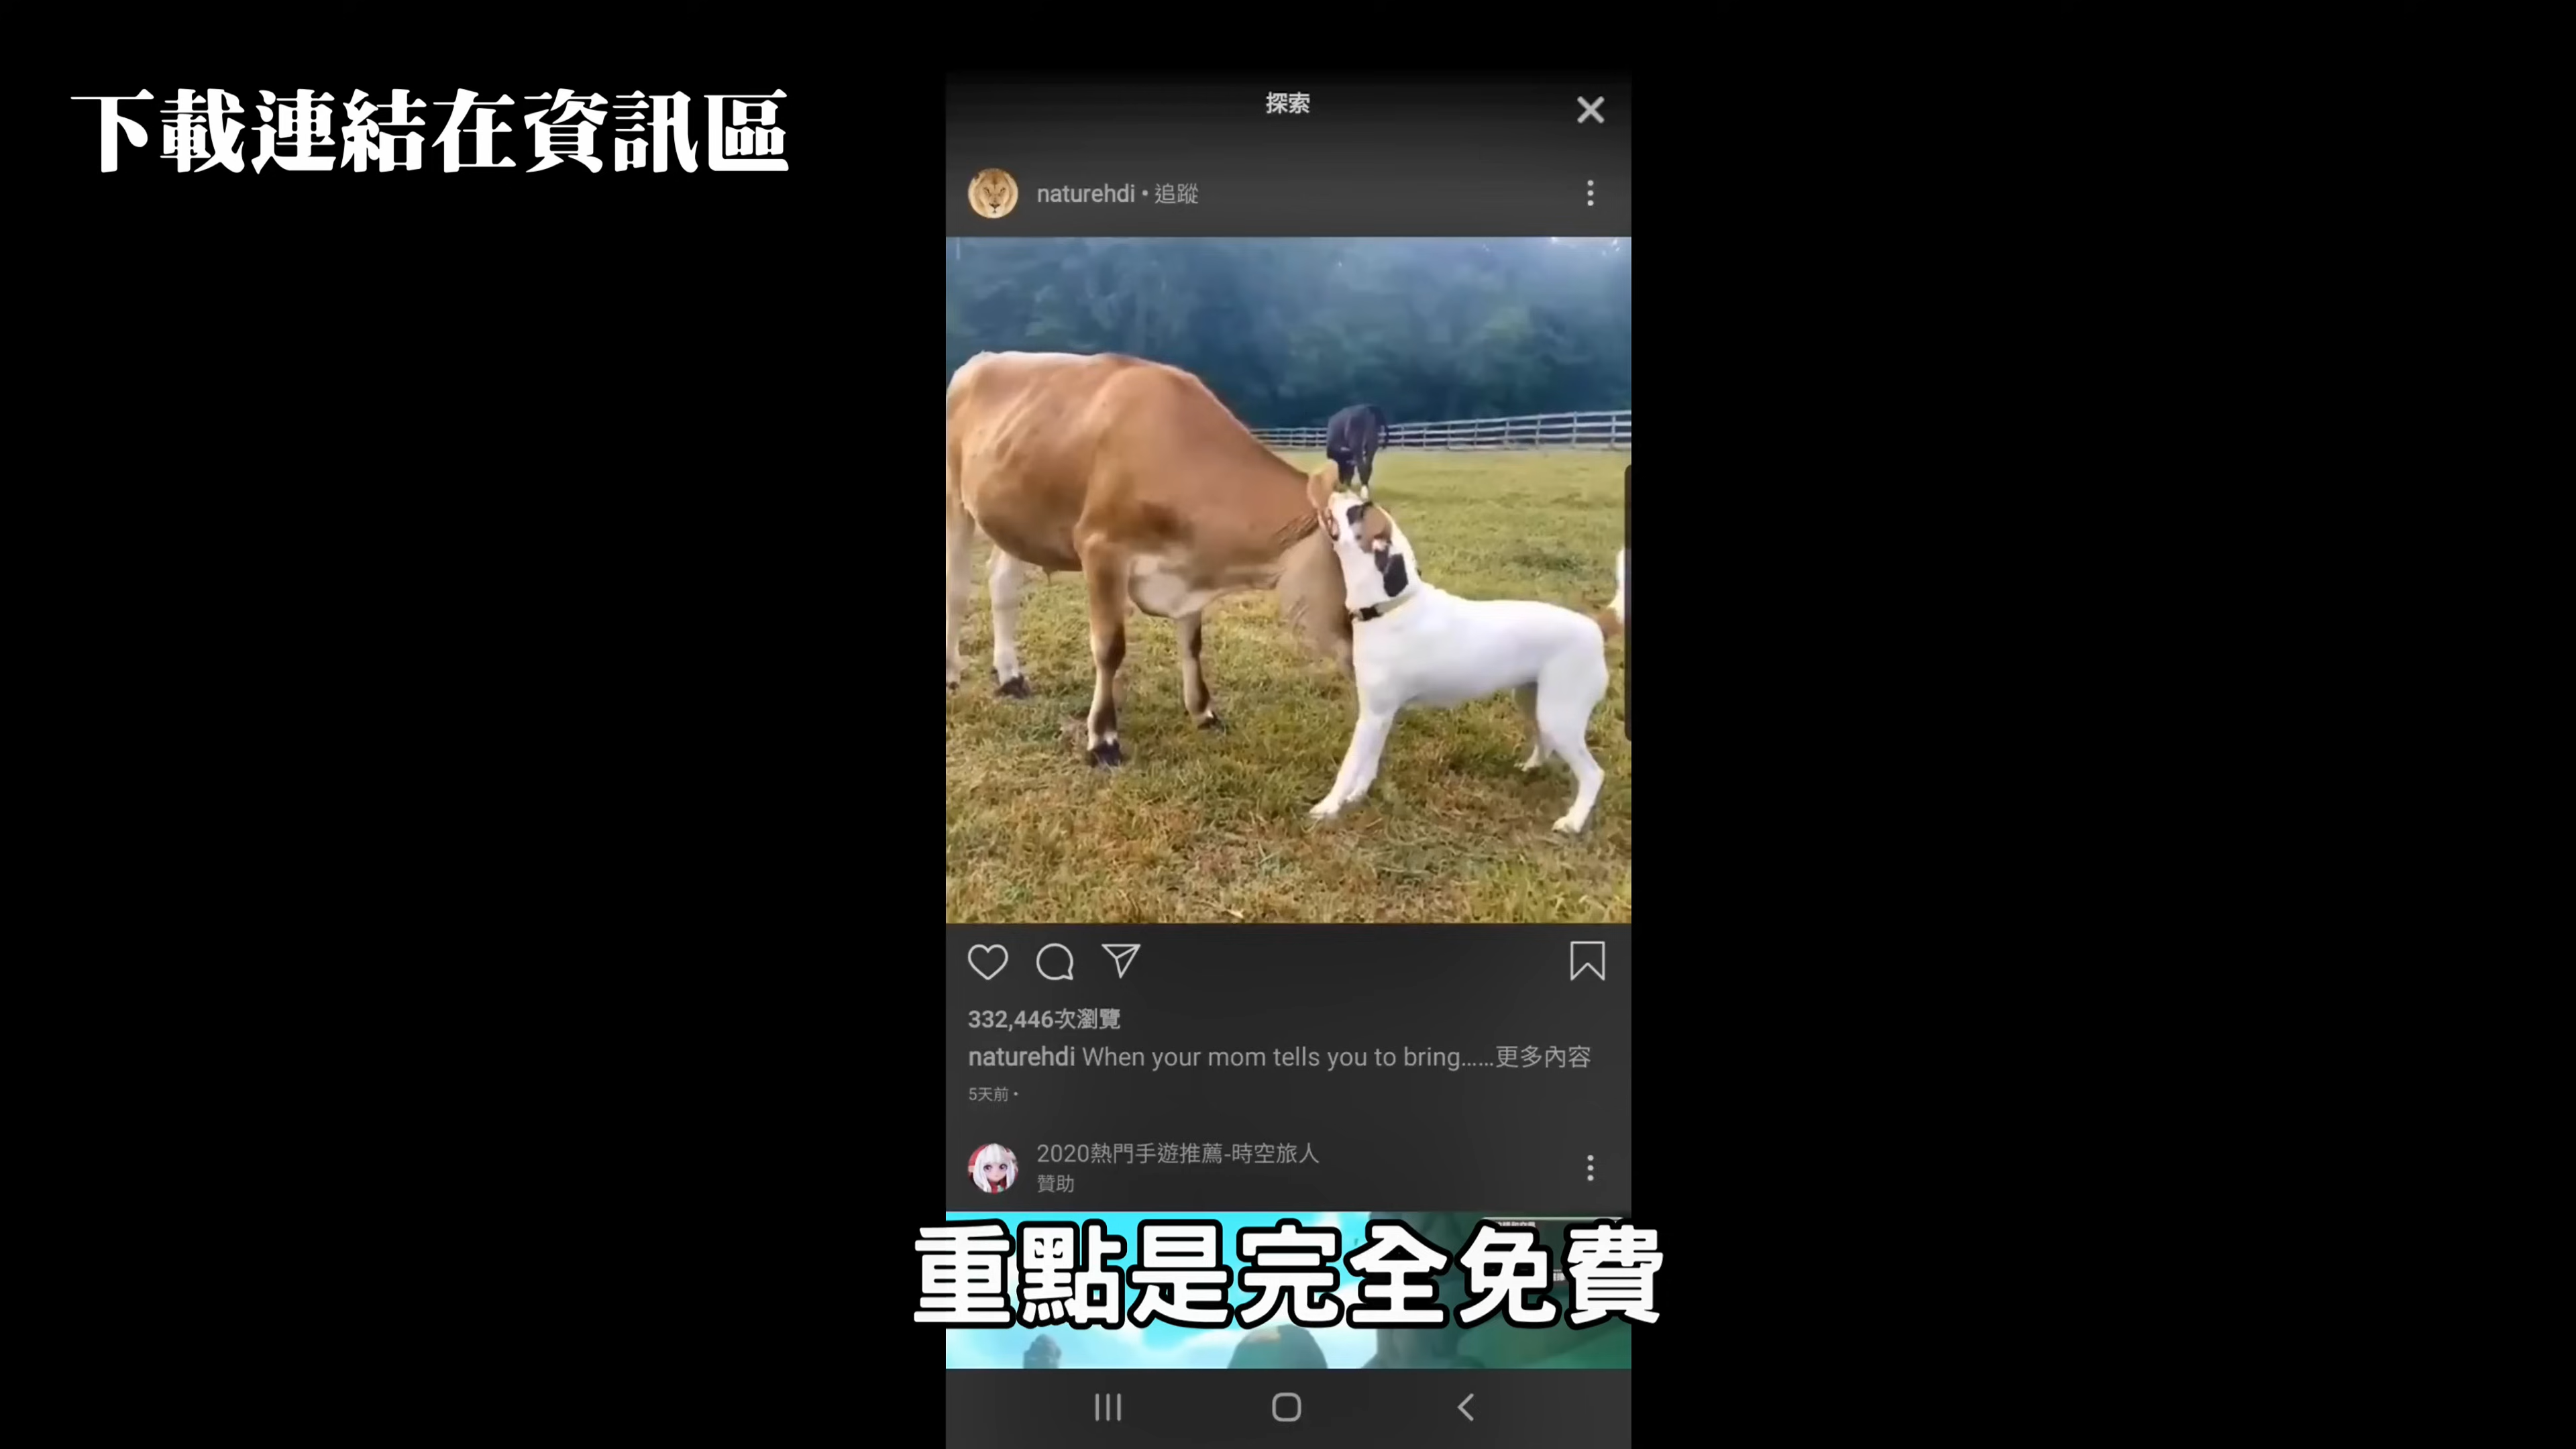 下載連結在資訊區
探索
naturehdi • 追蹤
332,446次瀏覽
naturehdi When your mom tells you to bring……更多內容
5天前 •
2020熱門手遊推薦-時空旅人
贊助
重點是完全免費